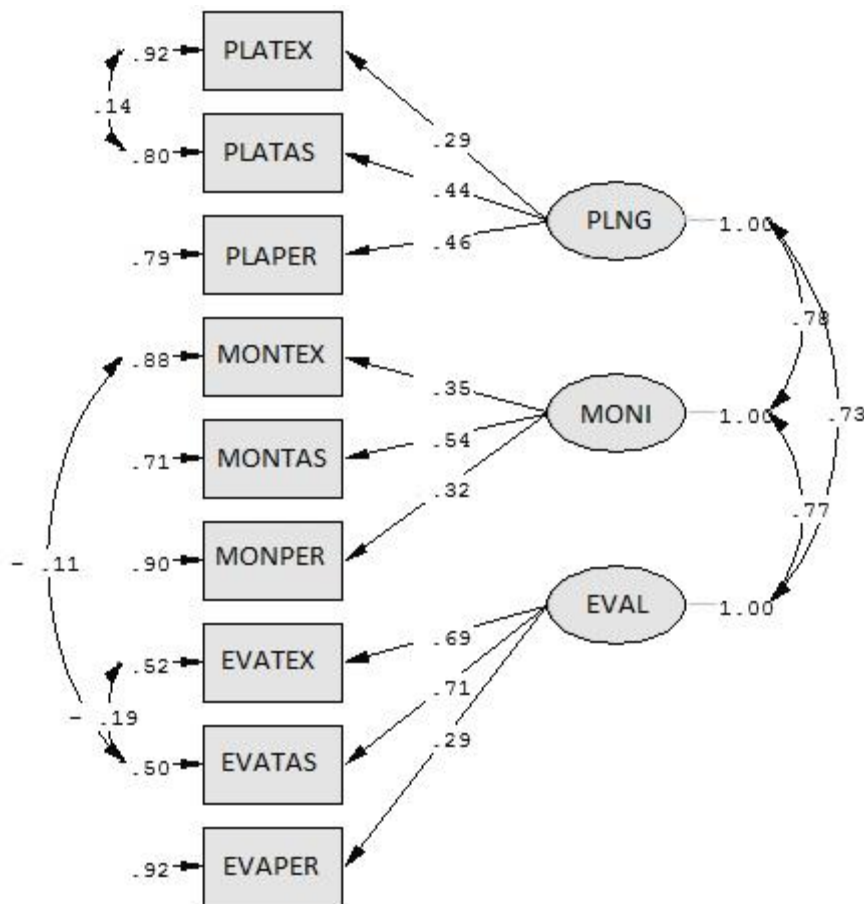 .92 PLATEX
.14
.29
.80 PLATAS
.44
PLNG 1.00
.79 PLAPER
.46
.78
.88 MONTEX
.35
MONI 1.00 .73
.71 MONTAS
.54
.32
.77
- .11 .90 MONPER
EVAL 1.00
.52 EVATEX
.69
.71
- .19
.29
.50 EVATAS
.92 EVAPER